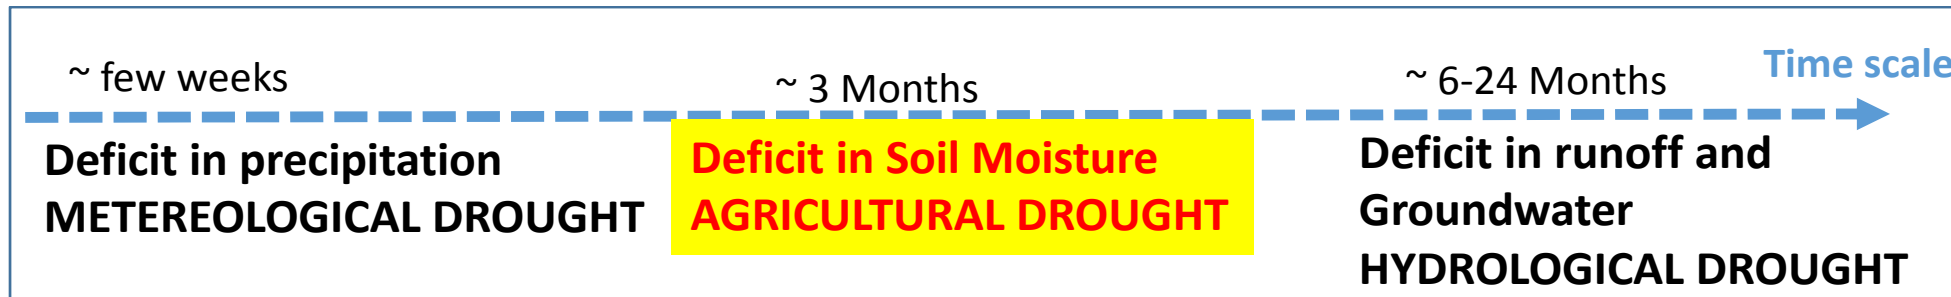 ~ few weeks
~ 3 Months
~ 6-24 Months
Time scale
Deficit in precipitation
METEREOLOGICAL DROUGHT
Deficit in Soil Moisture
AGRICULTURAL DROUGHT
Deficit in runoff and
Groundwater
HYDROLOGICAL DROUGHT